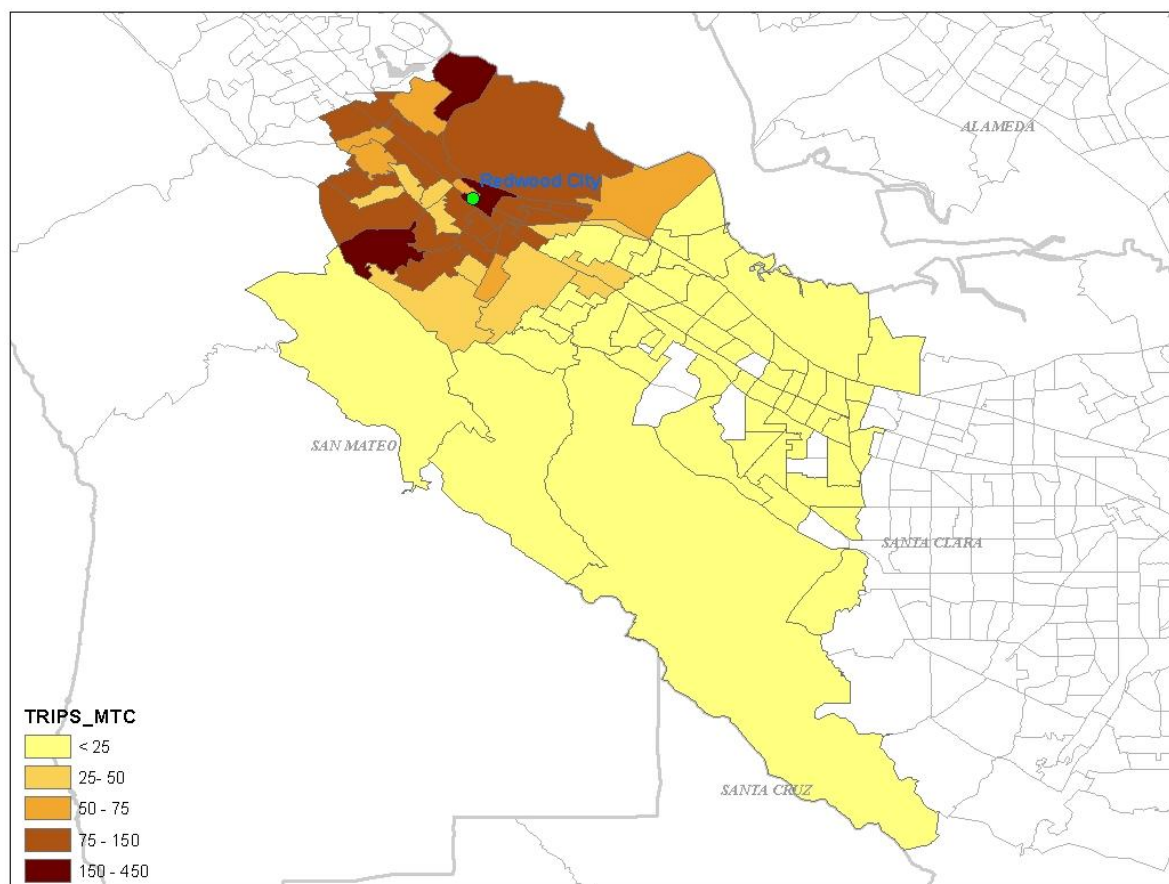 ALAMEDA
Redwood City
SAN MATEO
SANTA CLARA
SANTA CRUZ
TRIPS_MTC
< 25
25- 50
50 - 75
75 - 150
150 - 450